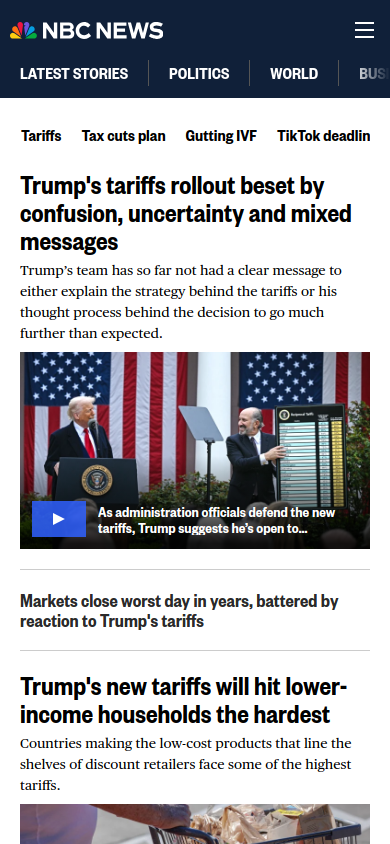 NBC NEWS
LATEST STORIES
POLITICS
WORLD
BUS
Tariffs
Tax cuts plan
Gutting IVF
TikTok deadlin
Trump's tariffs rollout beset by
confusion, uncertainty and mixed
messages
Trump’s team has so far not had a clear message to
either explain the strategy behind the tariffs or his
thought process behind the decision to go much
further than expected.
Reciprocal Tariffs
As administration officials defend the new
tariffs, Trump suggests he’s open to...
Markets close worst day in years, battered by
reaction to Trump's tariffs
Trump's new tariffs will hit lower-
income households the hardest
Countries making the low-cost products that line the
shelves of discount retailers face some of the highest
tariffs.